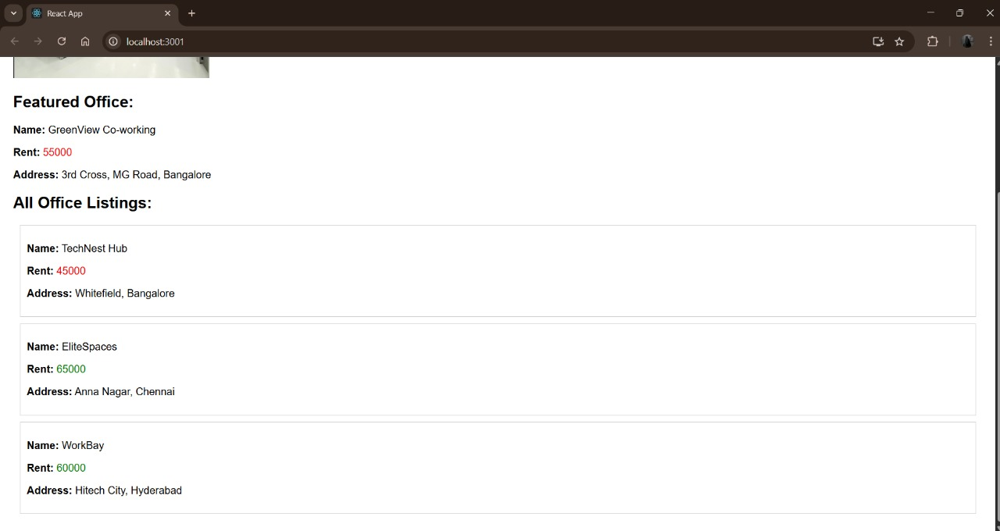 React App
localhost:3001
Featured Office:
Name: GreenView Co-working
Rent: 55000
Address: 3rd Cross, MG Road, Bangalore
All Office Listings:
Name: TechNest Hub
Rent: 45000
Address: Whitefield, Bangalore
Name: EliteSpaces
Rent: 65000
Address: Anna Nagar, Chennai
Name: WorkBay
Rent: 60000
Address: Hitech City, Hyderabad